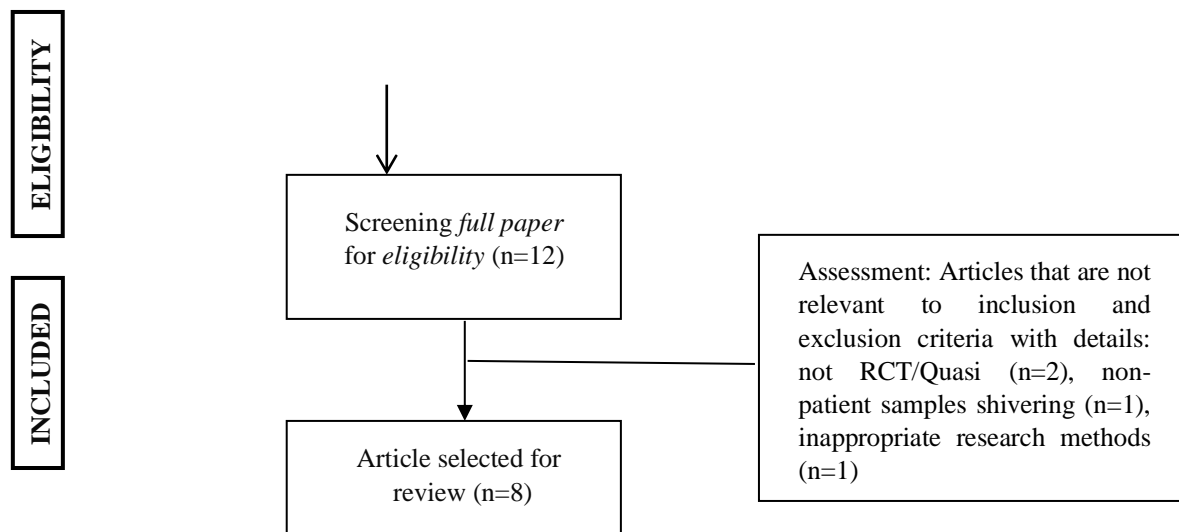 ELIGIBILITY
Screening full paper
for eligibility (n=12)
Assessment: Articles that are not
relevant to inclusion and
exclusion criteria with details:
not RCT/Quasi (n=2), non-
patient samples shivering (n=1),
inappropriate research methods
(n=1)
INCLUDED
Article selected for
review (n=8)